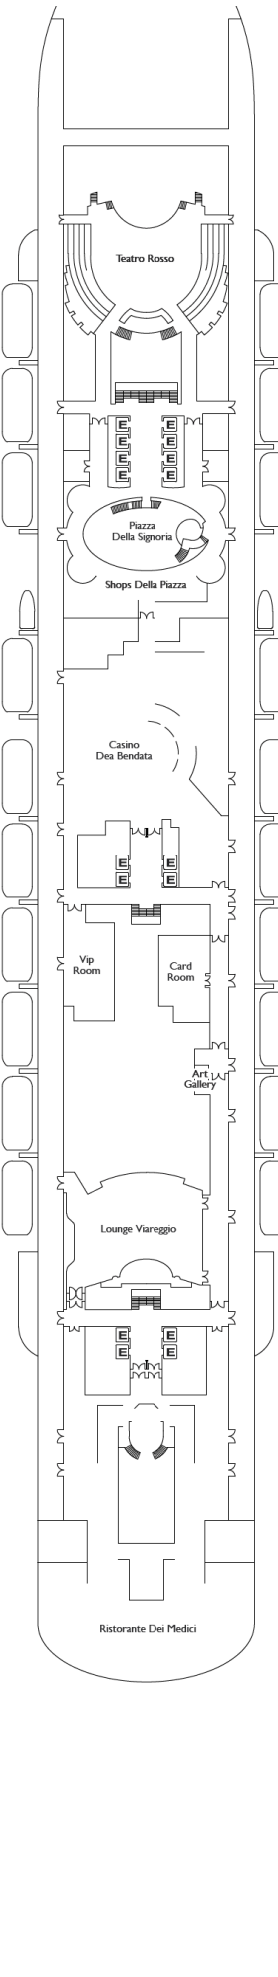 Teatro Rosso
E E
E E
E E
E E
Piazza
Della Signoria
Shops Della Piazza
Casino
Dea Bendata
E E
E E
Vip
Room
Card
Room
Art
Gallery
Lounge Viareggio
E E
E E
Ristorante Dei Medici